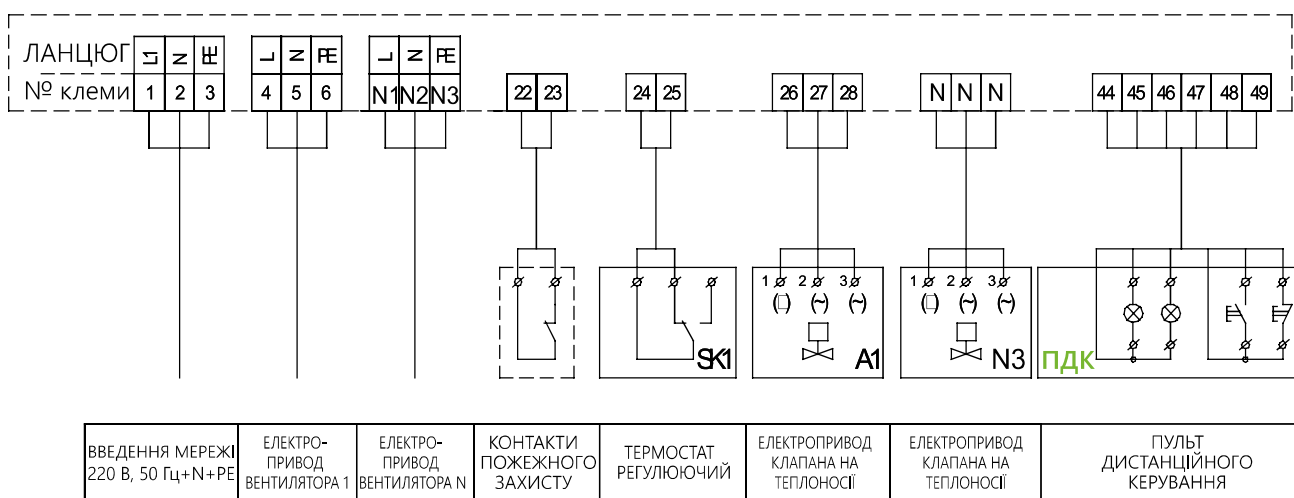 ЛАНЦЮГ L1 N PE L N PE L N PE
№ клеми 1 2 3 4 5 6 N1 N2 N3 22 23 24 25 26 27 28 N N N 44 45 46 47 48 49
1 2 3 1 2 3
(~) (~) (~) (~)
SK1 A1 N3 ПДК
ВВЕДЕННЯ МЕРЕЖІ
220 В, 50 Гц+N+PE
ЕЛЕКТРО-
ПРИВОД
ВЕНТИЛЯТОРА 1
ЕЛЕКТРО-
ПРИВОД
ВЕНТИЛЯТОРА N
КОНТАКТИ
ПОЖЕЖНОГО
ЗАХИСТУ
ТЕРМОСТАТ
РЕГУЛЮЮЧИЙ
ЕЛЕКТРОПРИВОД
КЛАПАНА НА
ТЕПЛОНОСІЇ
ЕЛЕКТРОПРИВОД
КЛАПАНА НА
ТЕПЛОНОСІЇ
ПУЛЬТ
ДИСТАНЦІЙНОГО
КЕРУВАННЯ